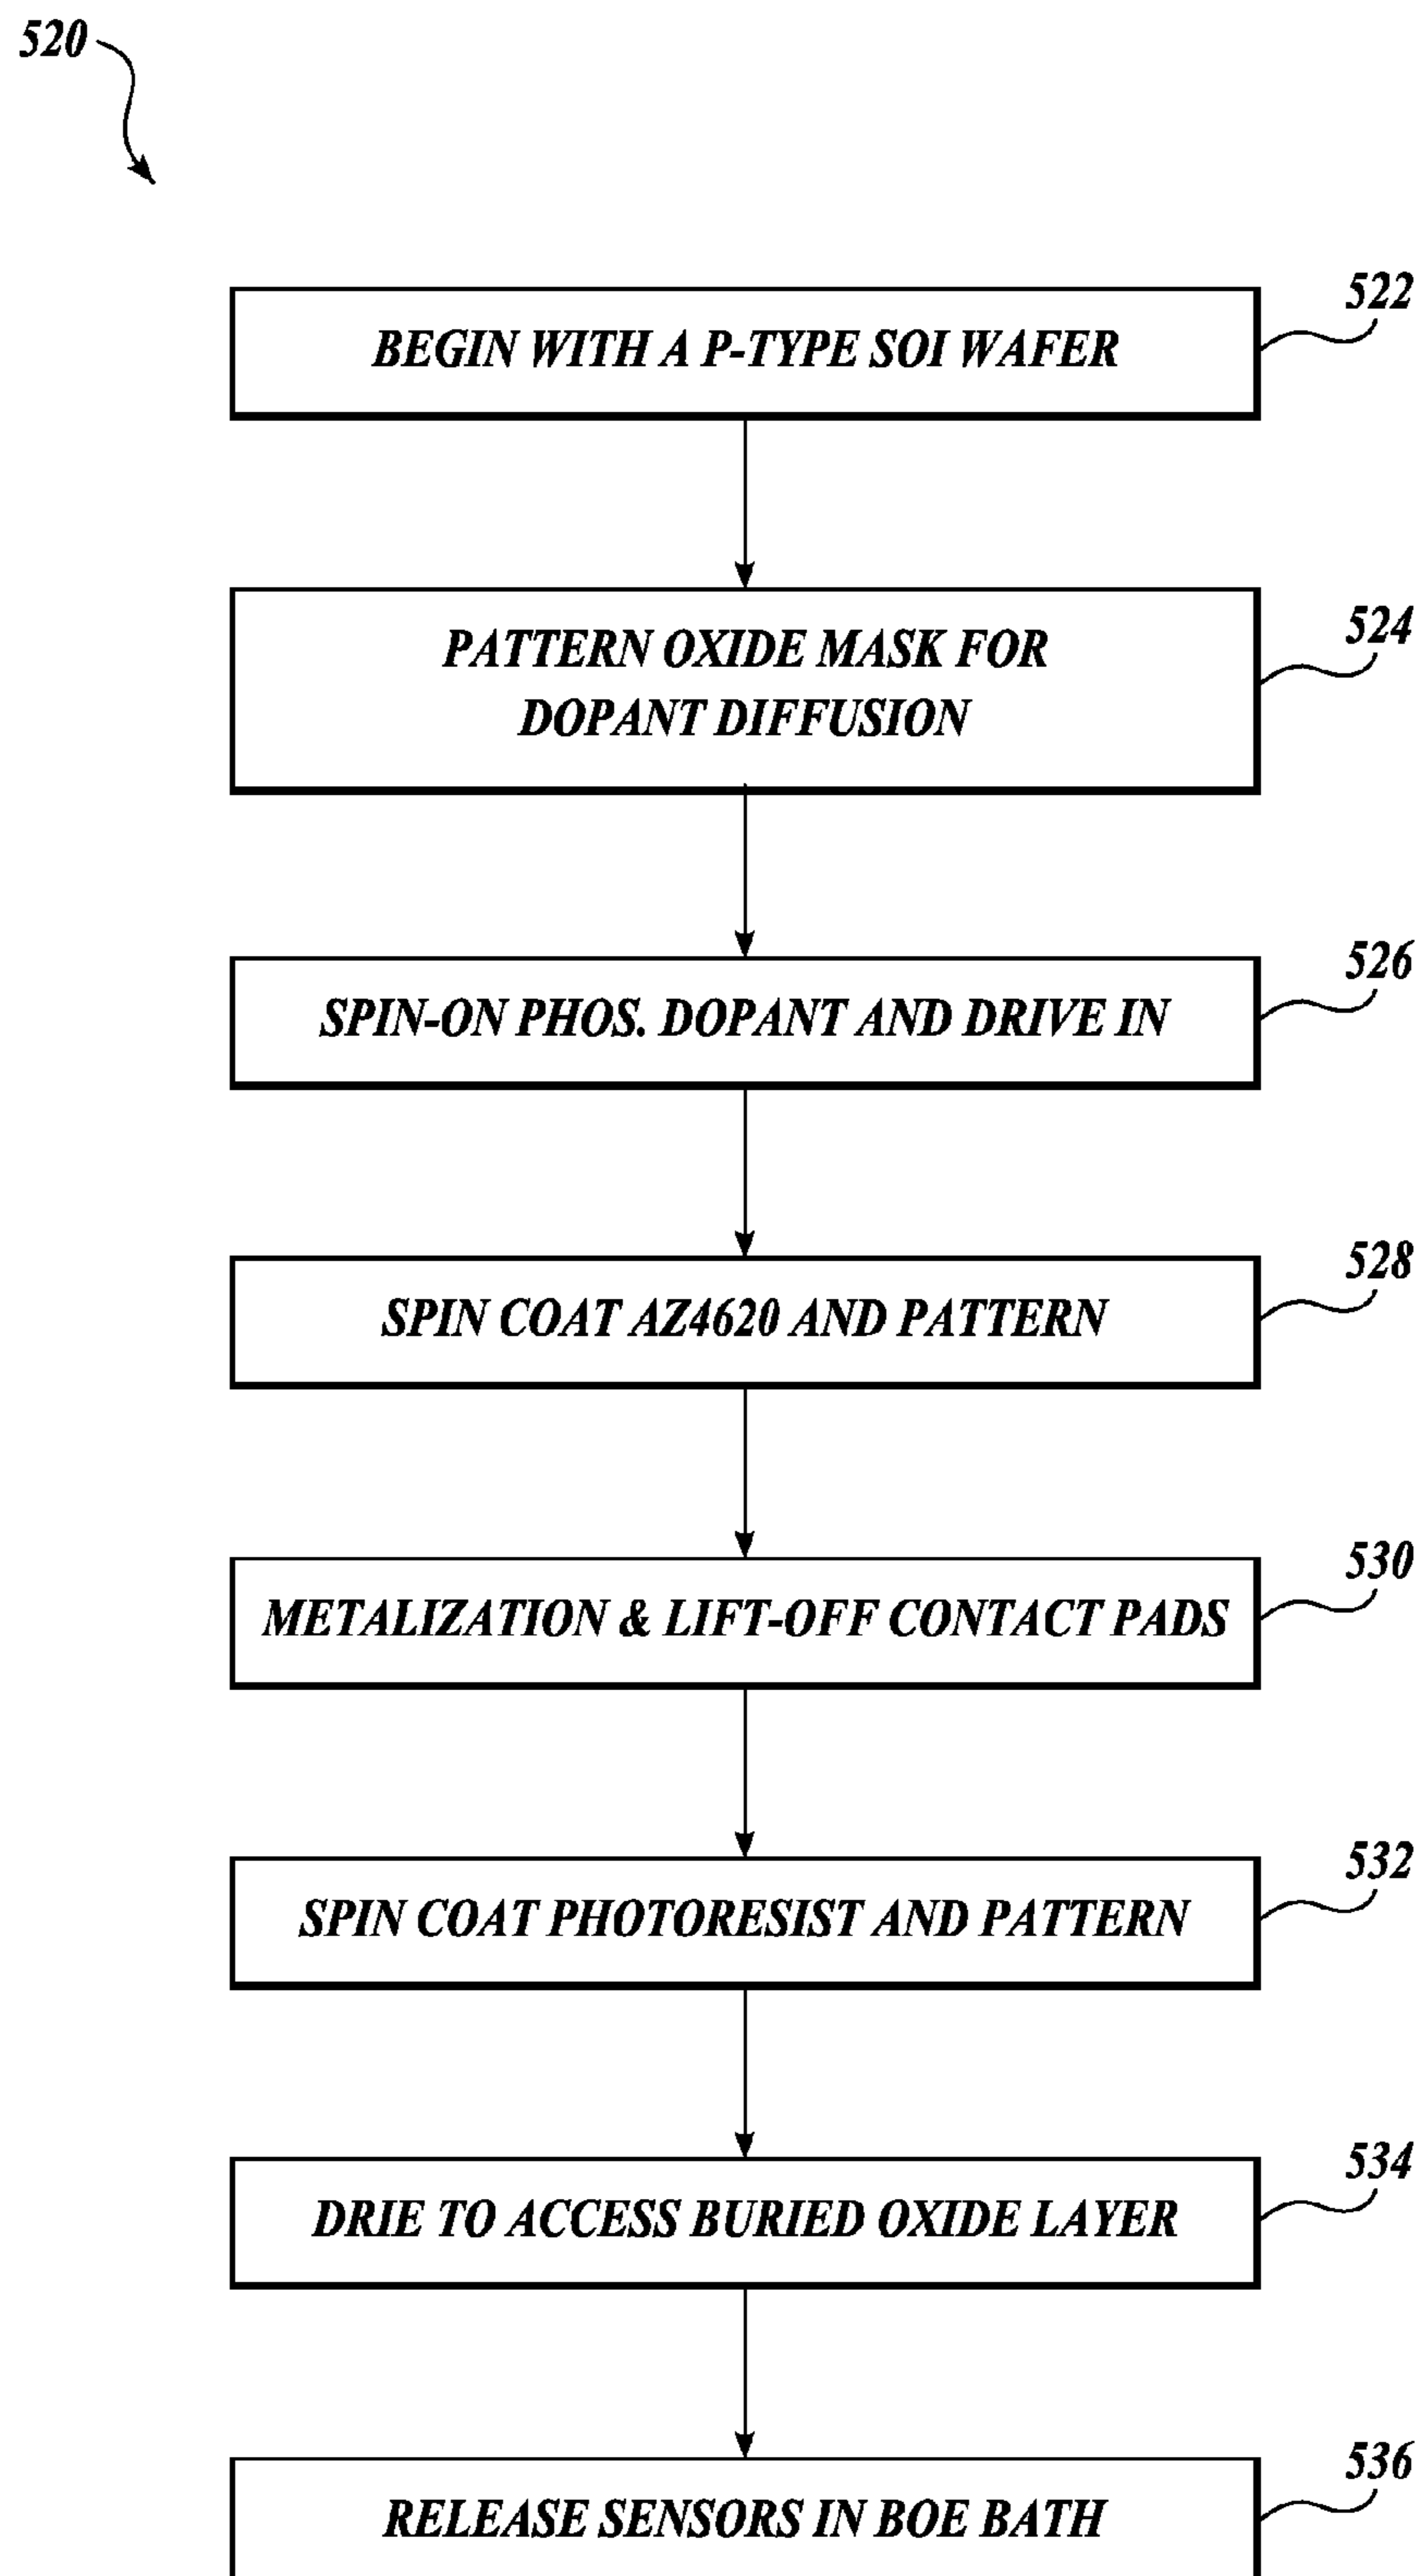 520
522
BEGIN WITH A P-TYPE SOI WAFER
524
PATTERN OXIDE MASK FOR
DOPANT DIFFUSION
526
SPIN-ON PHOS. DOPANT AND DRIVE IN
528
SPIN COAT AZ4620 AND PATTERN
530
METALIZATION & LIFT-OFF CONTACT PADS
532
SPIN COAT PHOTORESIST AND PATTERN
534
DRIE TO ACCESS BURIED OXIDE LAYER
536
RELEASE SENSORS IN BOE BATH